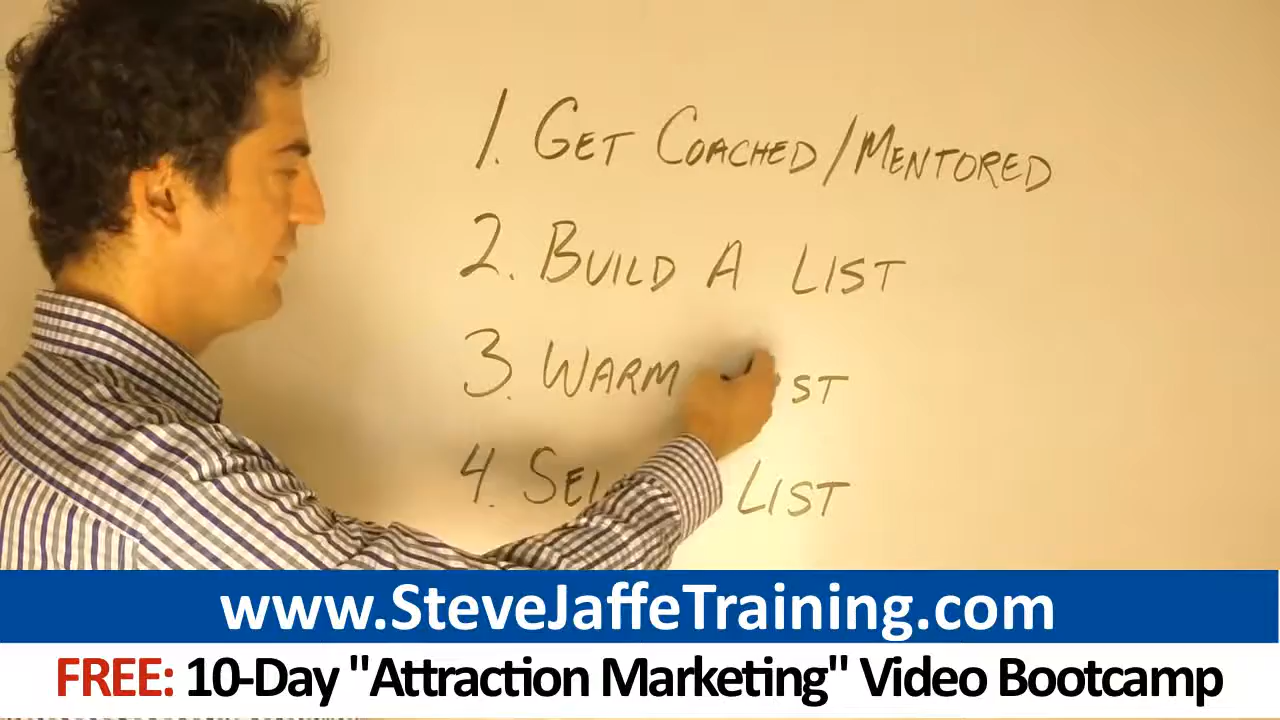 1. GET COACHED/MENTORED
2. BUILD A LIST
3. WARM
4. LIST
www.SteveJaffeTraining.com
FREE: 10-Day "Attraction Marketing" Video Bootcamp